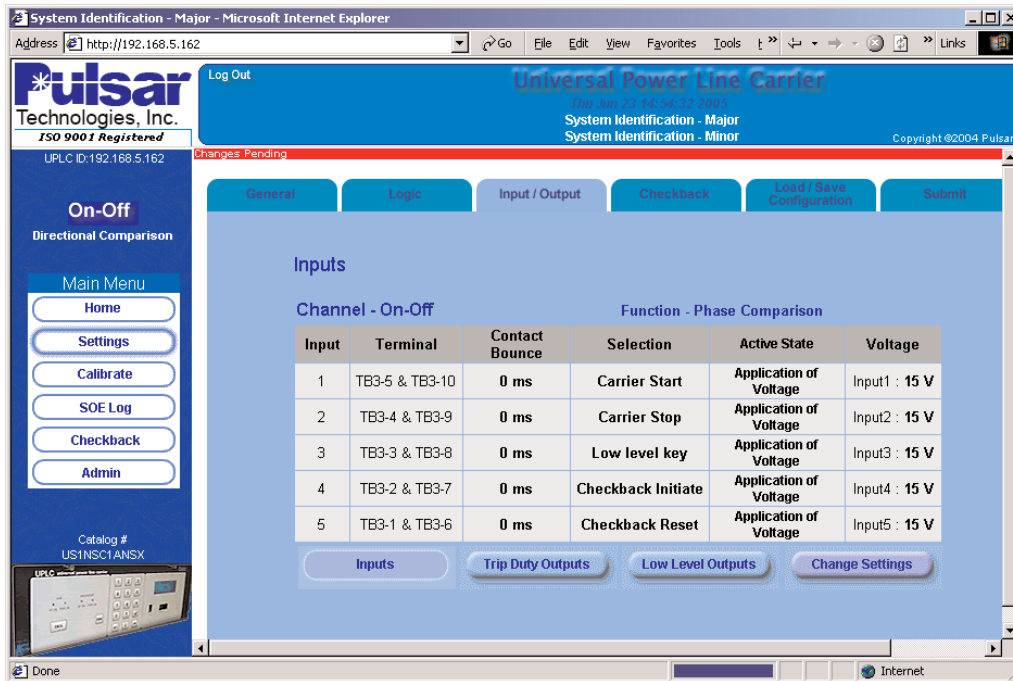 System Identification - Major - Microsoft Internet Explorer
Address http://192.168.5.162 Go File Edit View Favorites Tools Links
Pulsar
Technologies, Inc.
ISO 9001 Registered
Log Out
Universal Power Line Carrier
Thu Jun 23 14:54:32 2005
System Identification - Major
System Identification - Minor
Copyright ©2004 Pulsar
UPLC ID:192.168.5.162
Changes Pending
On-Off
Directional Comparison
Main Menu
Home
Settings
Calibrate
SOE Log
Checkback
Admin
Catalog #
US1NSC1ANSX
UPLC
General Logic Input / Output Checkback Load / Save Configuration Submit
Inputs
Channel - On-Off Function - Phase Comparison
Input Terminal Contact Bounce Selection Active State Voltage
1 TB3-5 & TB3-10 0 ms Carrier Start Application of Voltage Input1 : 15 V
2 TB3-4 & TB3-9 0 ms Carrier Stop Application of Voltage Input2 : 15 V
3 TB3-3 & TB3-8 0 ms Low level key Application of Voltage Input3 : 15 V
4 TB3-2 & TB3-7 0 ms Checkback Initiate Application of Voltage Input4 : 15 V
5 TB3-1 & TB3-6 0 ms Checkback Reset Application of Voltage Input5 : 15 V
Inputs Trip Duty Outputs Low Level Outputs Change Settings
Done Internet